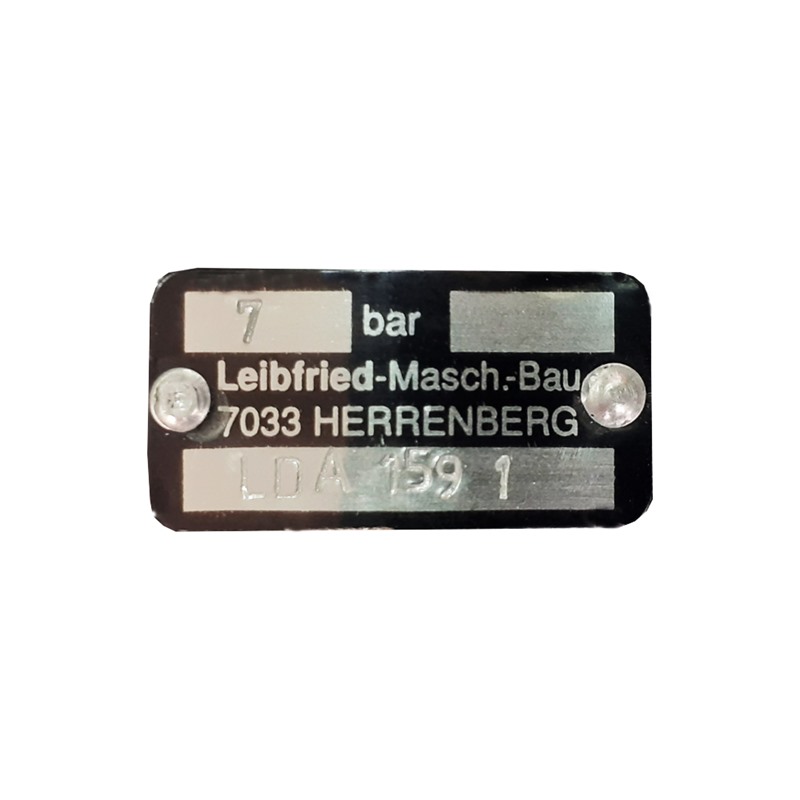 7 bar
Leibfried-Masch.-Bau
7033 HERRENBERG
LDA 159 1